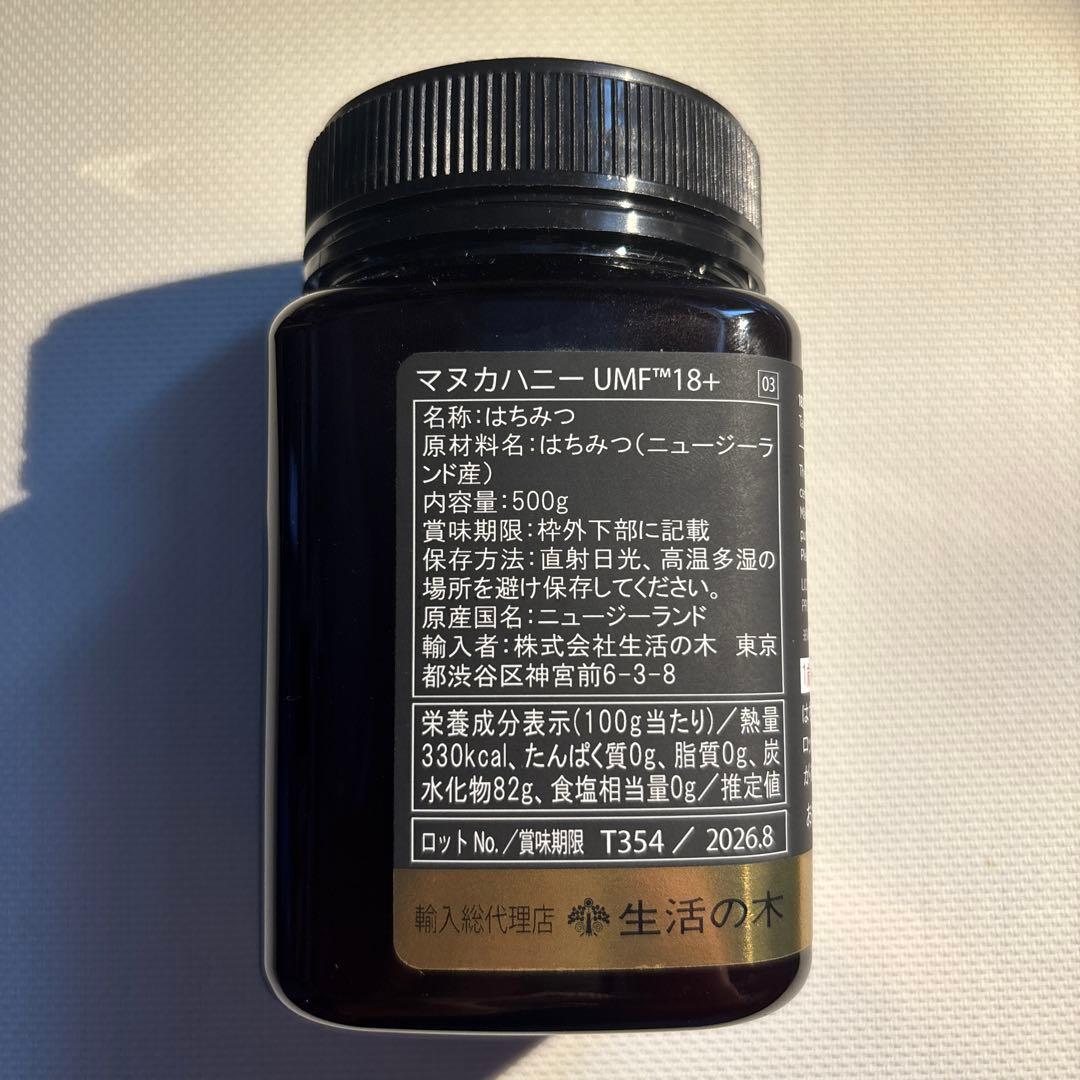 マヌカハニー UMF™18+ 03
名称:はちみつ
原材料名:はちみつ(ニュージーラ
ンド産)
内容量:500g
賞味期限:枠外下部に記載
保存方法:直射日光、高温多湿の
場所を避け保存してください。
原産国名:ニュージーランド
輸入者:株式会社生活の木 東京
都渋谷区神宮前6-3-8
栄養成分表示(100g当たり)/熱量
330kcal、たんぱく質0g、脂質0g、炭
水化物82g、食塩相当量0g/推定値
ロットNo./賞味期限 T354 / 2026.8
輸入総代理店 生活の木